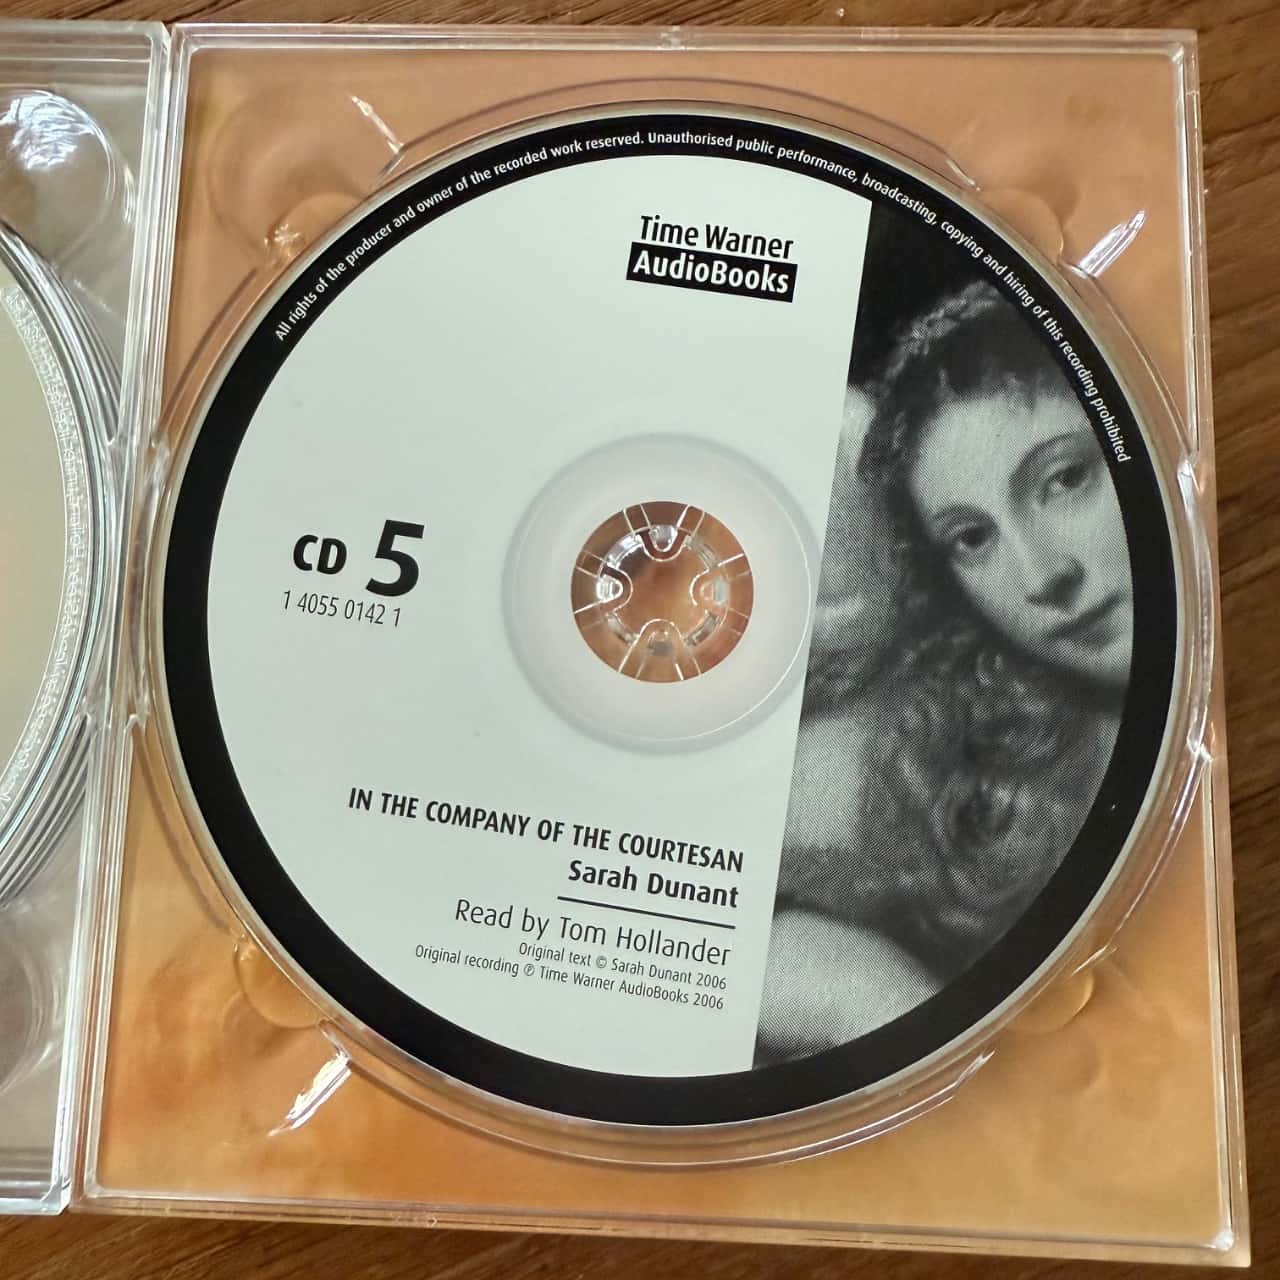 All rights of the producer and owner of the recorded work reserved. Unauthorised public performance, broadcasting, copying and hiring of this recording prohibited
Time Warner
AudioBooks
CD 5
1 4055 0142 1
IN THE COMPANY OF THE COURTESAN
Sarah Dunant
Read by Tom Hollander
Original text © Sarah Dunant 2006
Original recording ℗ Time Warner AudioBooks 2006